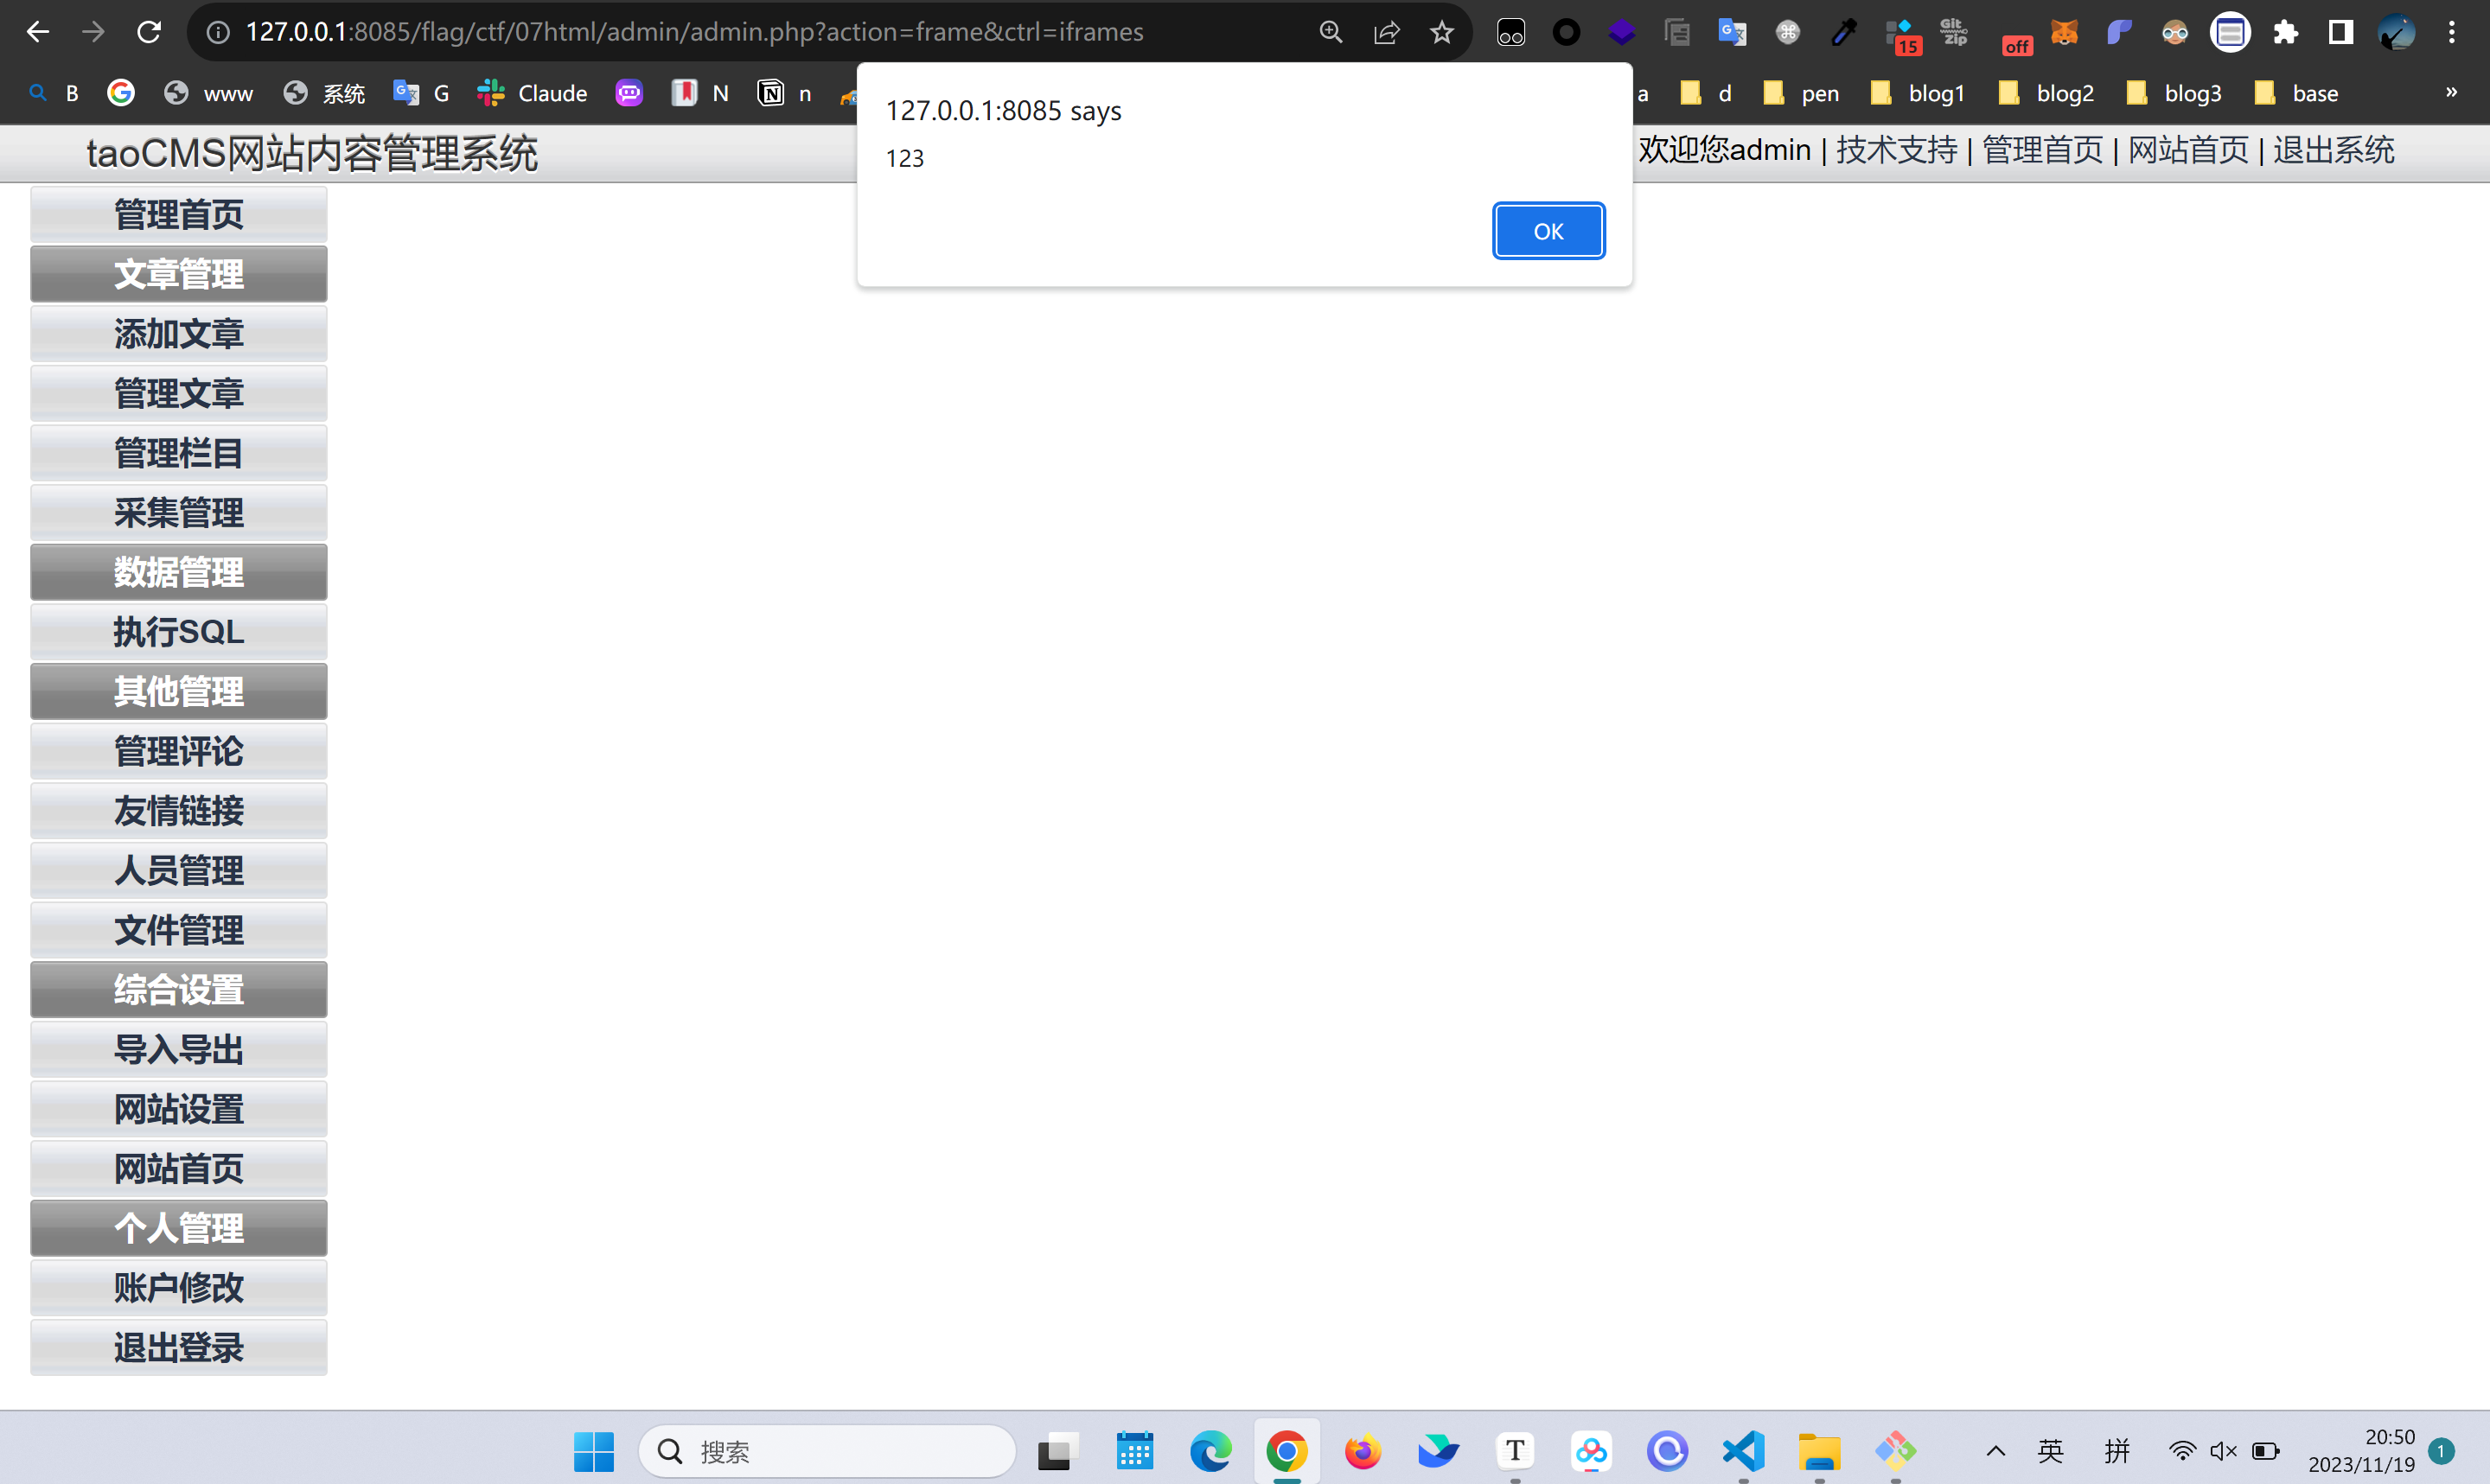 127.0.0.1:8085/flag/ctf/07html/admin/admin.php?action=frame&ctrl=iframes
15
Git
Zip
off
B
www
系统
G
Claude
N
n
a
d
pen
blog1
blog2
blog3
base
»
127.0.0.1:8085 says
123
OK
taoCMS网站内容管理系统
欢迎您admin | 技术支持 | 管理首页 | 网站首页 | 退出系统
管理首页
文章管理
添加文章
管理文章
管理栏目
采集管理
数据管理
执行SQL
其他管理
管理评论
友情链接
人员管理
文件管理
综合设置
导入导出
网站设置
网站首页
个人管理
账户修改
退出登录
搜索
T
英
拼
20:50
2023/11/19
1